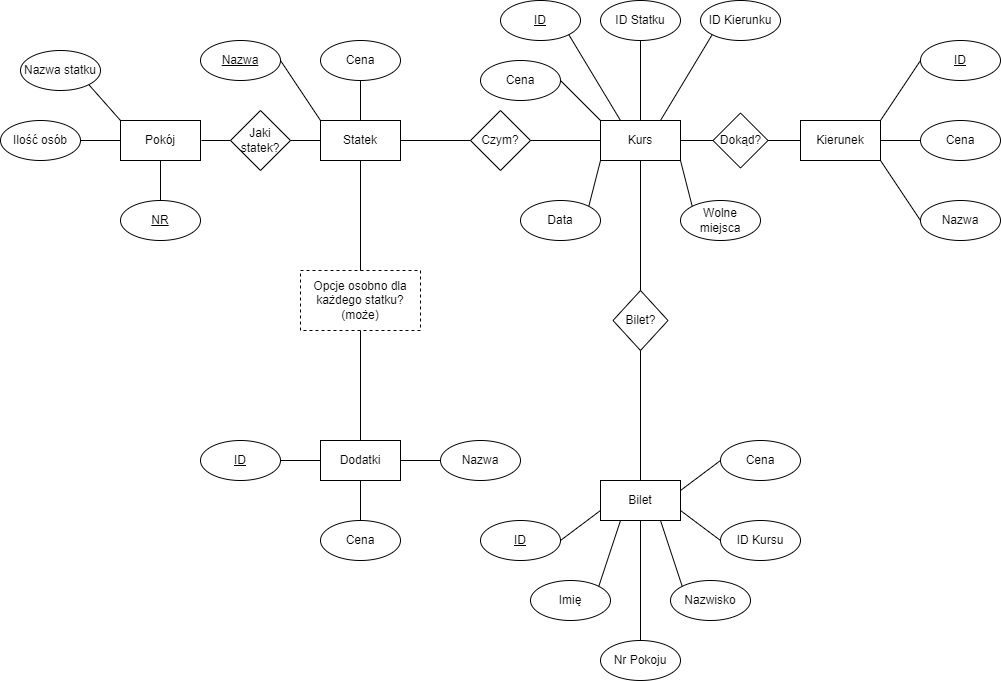 ID
ID Statku
ID Kierunku
Nazwa statku
Nazwa
Cena
Cena
ID
Ilość osób
Pokój
Jaki
statek?
Statek
Czym?
Kurs
Dokąd?
Kierunek
Cena
NR
Data
Wolne
miejsca
Nazwa
Opcje osobno dla
każdego statku?
(może)
Bilet?
ID
Dodatki
Nazwa
Cena
Bilet
Cena
ID
ID Kursu
Imię
Nazwisko
Nr Pokoju